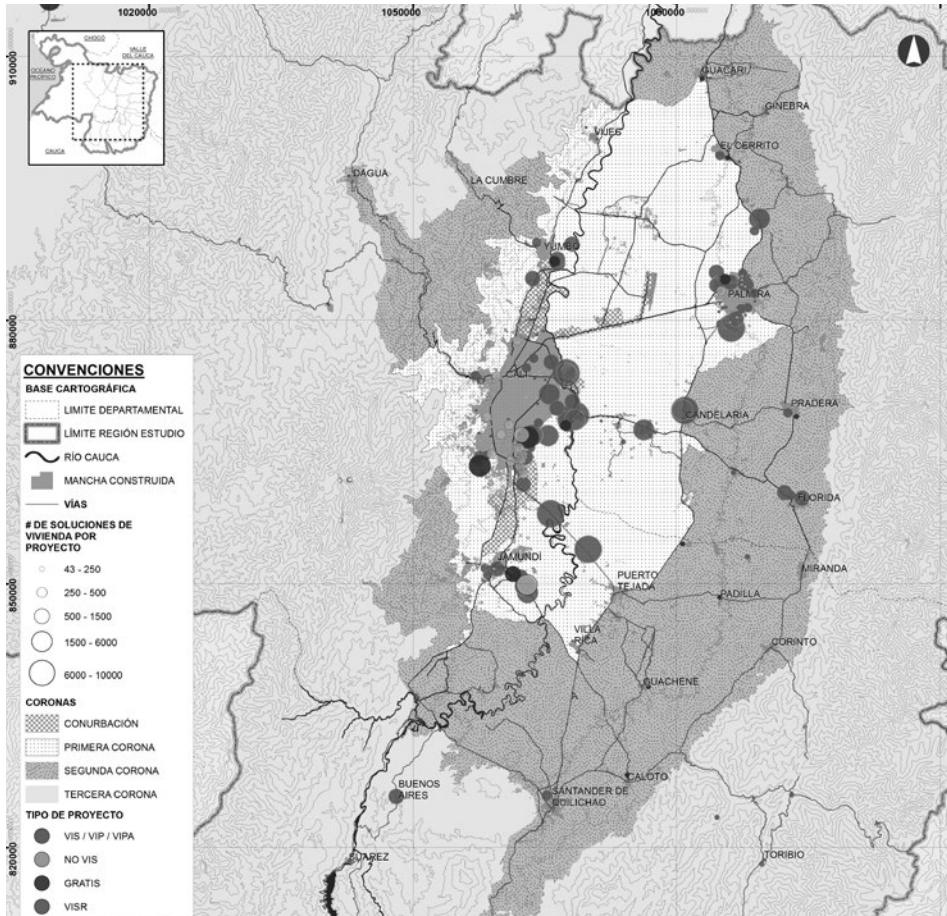 1020000
1050000
1080000
910000
880000
850000
820000
CHOCÓ
VALLE
DEL CAUCA
OCEANO
PACIFICO
CAUCA
GUACARI
GINEBRA
VIJES
EL CERRITO
DAGUA
LA CUMBRE
YUMBO
PALMIRA
CALI
CANDELARIA
PRADERA
FLORIDA
JAMUNDÍ
PUERTO
TEJADA
MIRANDA
PADILLA
VILLA
RICA
CORINTO
GUACHENE
CALOTO
BUENOS
AIRES
SANTANDER DE
QUILICHAO
SUAREZ
TORIBIO
CONVENCIONES
BASE CARTOGRÁFICA
LIMITE DEPARTAMENTAL
LÍMITE REGIÓN ESTUDIO
RÍO CAUCA
MANCHA CONSTRUIDA
VÍAS
# DE SOLUCIONES DE
VIVIENDA POR
PROYECTO
43 - 250
250 - 500
500 - 1500
1500 - 6000
6000 - 10000
CORONAS
CONURBACIÓN
PRIMERA CORONA
SEGUNDA CORONA
TERCERA CORONA
TIPO DE PROYECTO
VIS / VIP / VIPA
NO VIS
GRATIS
VISR